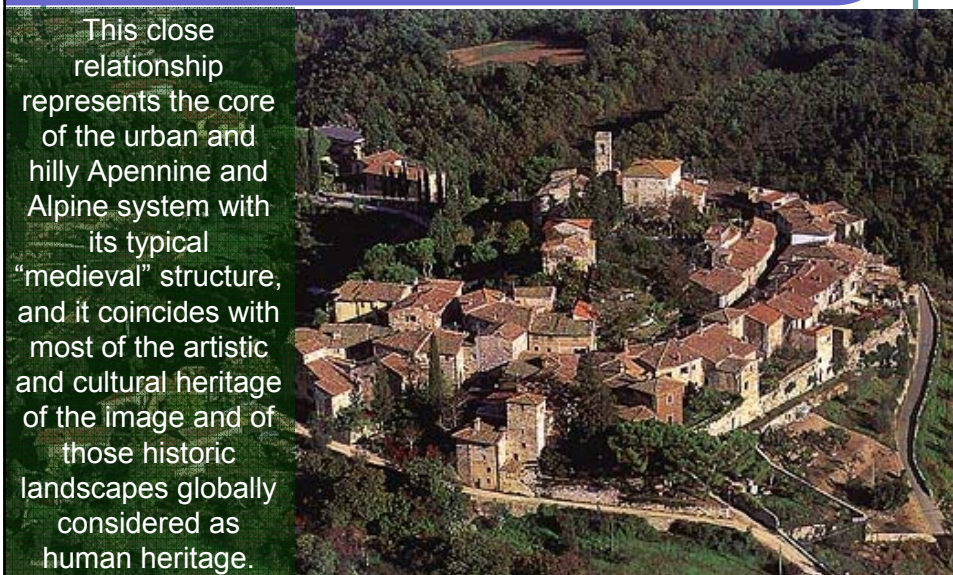 This close
relationship
represents the core
of the urban and
hilly Apennine and
Alpine system with
its typical
“medieval” structure,
and it coincides with
most of the artistic
and cultural heritage
of the image and of
those historic
landscapes globally
considered as
human heritage.